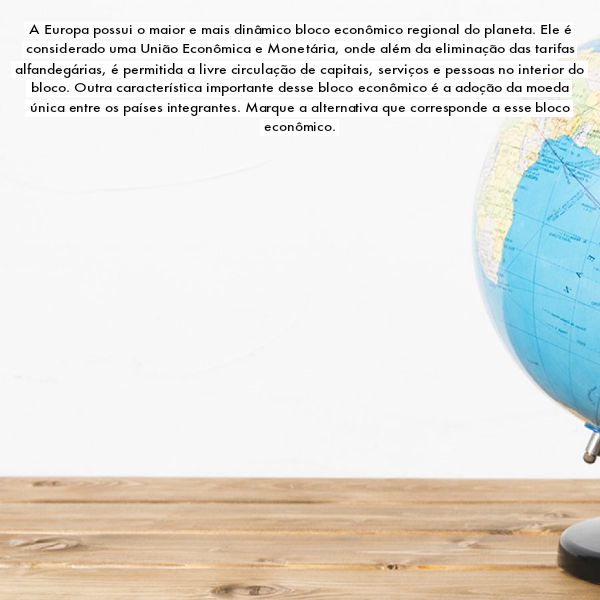 A Europa possui o maior e mais dinâmico bloco econômico regional do planeta. Ele é
considerado uma União Econômica e Monetária, onde além da eliminação das tarifas
alfandegárias, é permitida a livre circulação de capitais, serviços e pessoas no interior do
bloco. Outra característica importante desse bloco econômico é a adoção da moeda
única entre os países integrantes. Marque a alternativa que corresponde a esse bloco
econômico.